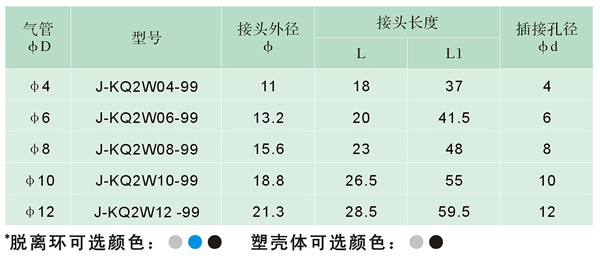 气管 φD 型号 接头外径 φ 接头长度 插接孔径 φd
L L1
φ4 J-KQ2W04-99 11 18 37 4
φ6 J-KQ2W06-99 13.2 20 41.5 6
φ8 J-KQ2W08-99 15.6 23 48 8
φ10 J-KQ2W10-99 18.8 26.5 55 10
φ12 J-KQ2W12 -99 21.3 28.5 59.5 12
*脱离环可选颜色： 塑壳体可选颜色：